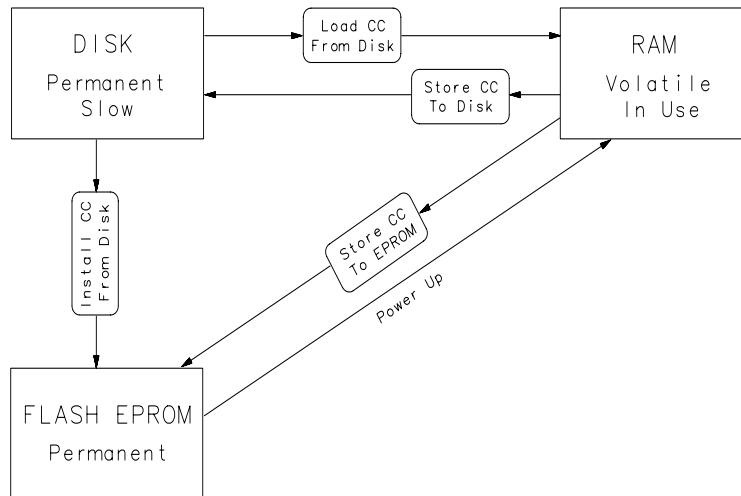 DISK
Permanent
Slow
Load CC
From Disk
RAM
Volatile
In Use
Store CC
To Disk
Install CC
From Disk
Store CC
To EPROM
Power Up
FLASH EPROM
Permanent